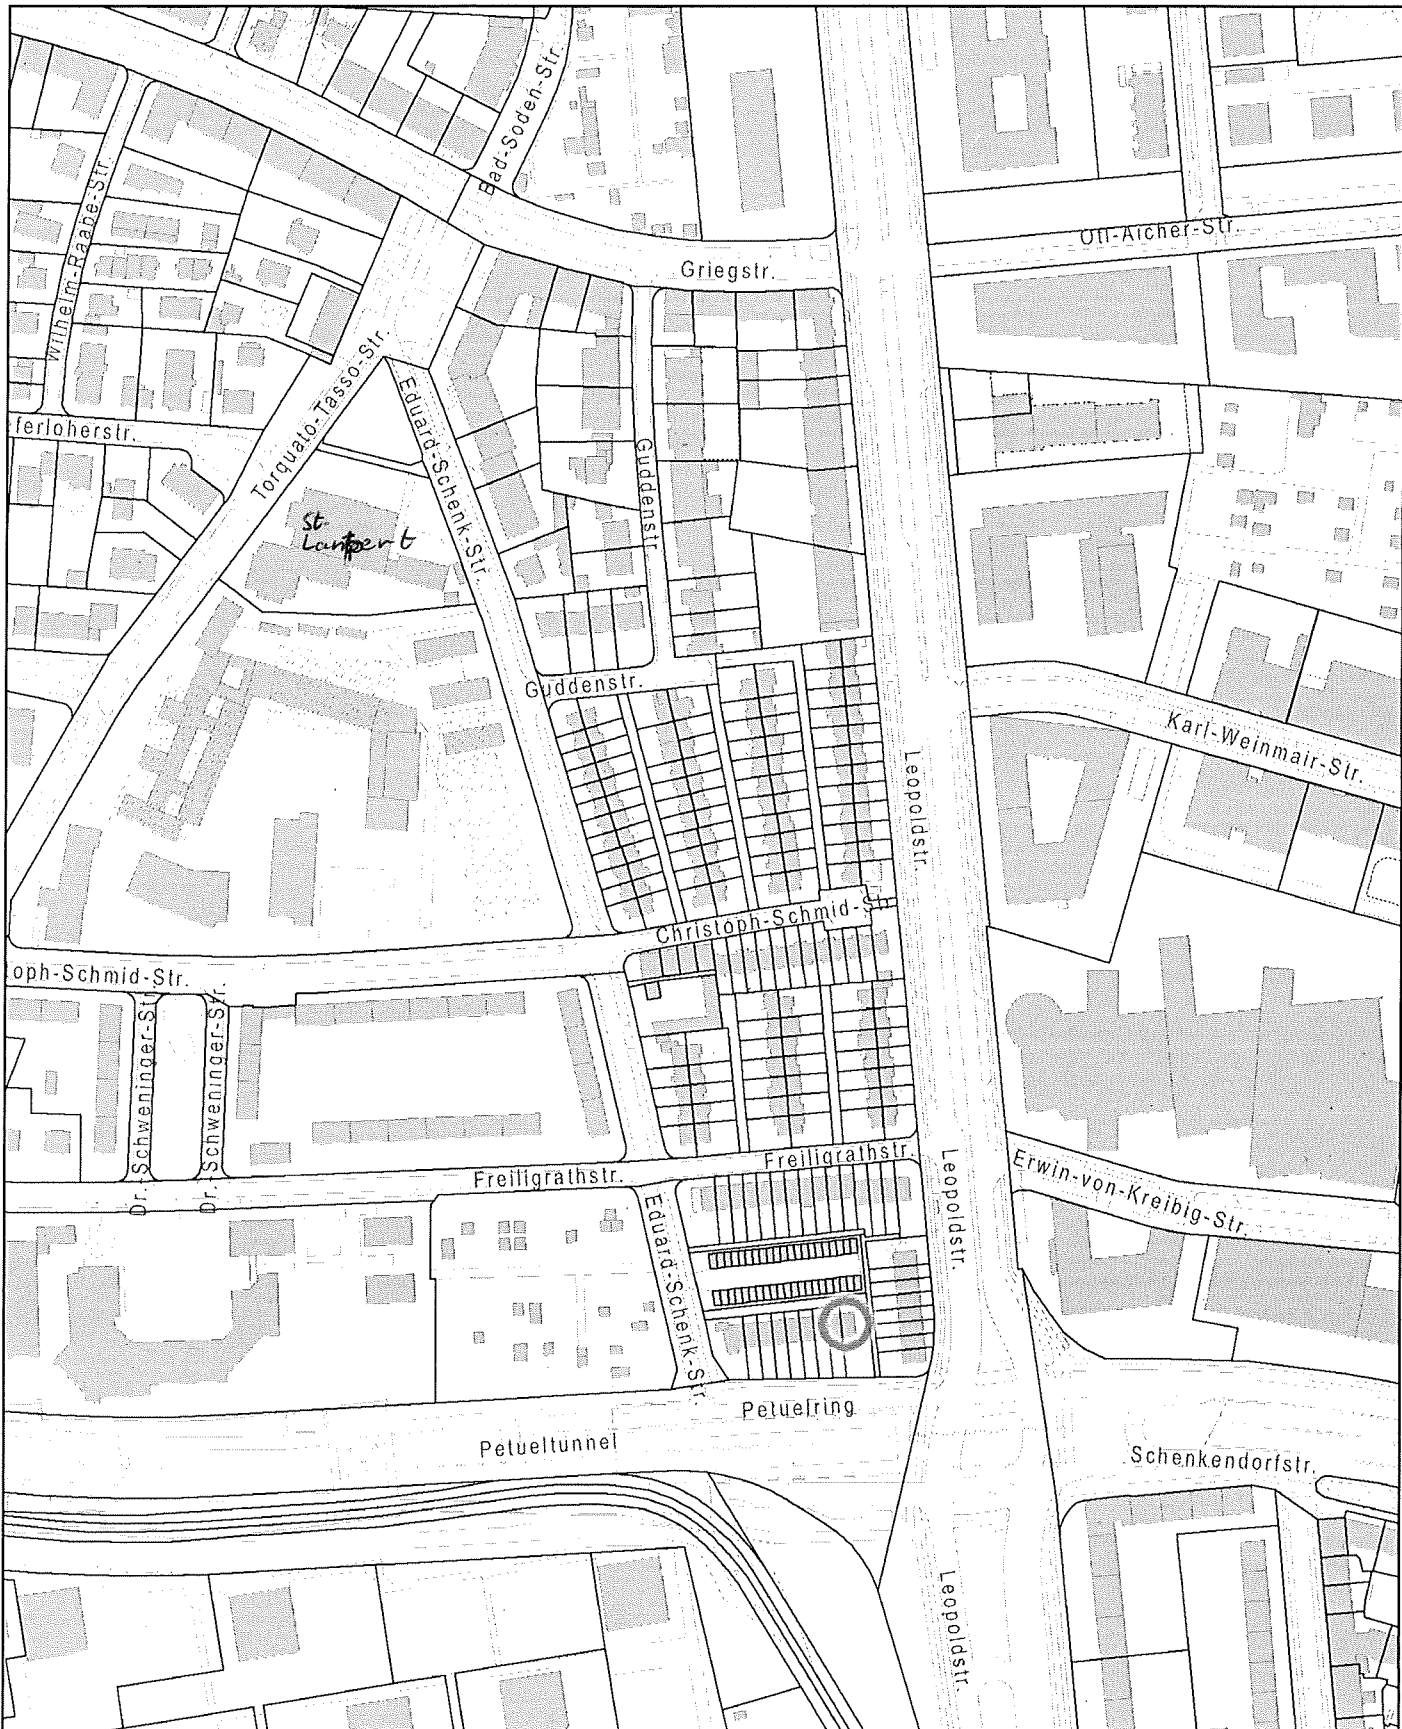 Bad-Soden-Str.
Wilhelm-Raabe-Str.
Otl-Aicher-Str.
Griegstr.
Torquato-Tasso-Str.
Eduard-Schenk-Str.
ferloherstr.
Guddenstr.
St.
Lantpert
Guddenstr.
Karl-Weinmair-Str.
Leopoldstr.
Christoph-Schmid-Str.
oph-Schmid-Str.
Dr.-Schweninger-Str.
Dr.-Schweninger-Str.
Freiligrathstr.
Freiligrathstr.
Erwin-von-Kreibig-Str.
Leopoldstr.
Eduard-Schenk-Str.
Petuelring
Petueltunnel
Schenkendorfstr.
Leopoldstr.